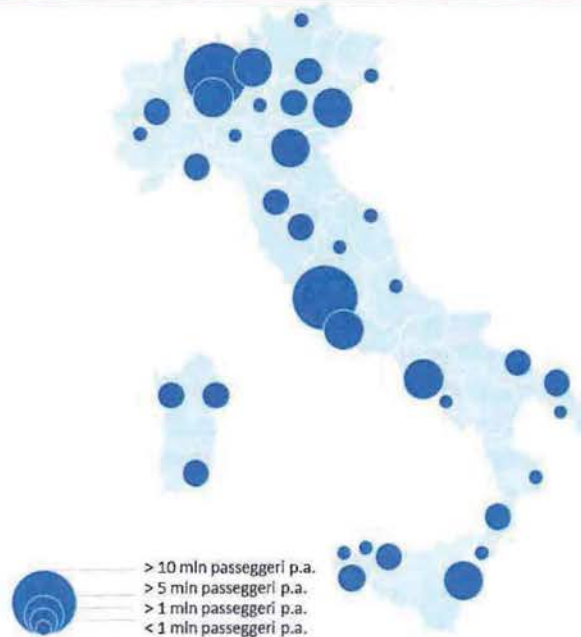 > 10 mln passeggeri p.a.
> 5 mln passeggeri p.a.
> 1 mln passeggeri p.a.
< 1 mln passeggeri p.a.